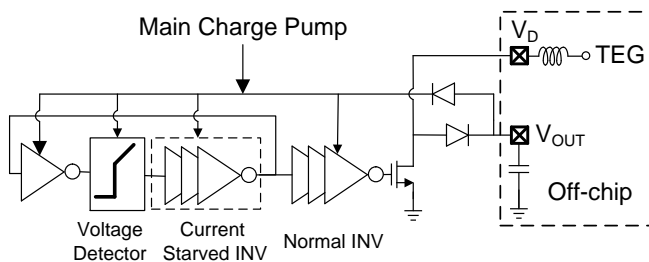 Main Charge Pump
V_D
TEG
V_OUT
Off-chip
Voltage
Detector
Current
Starved INV
Normal INV